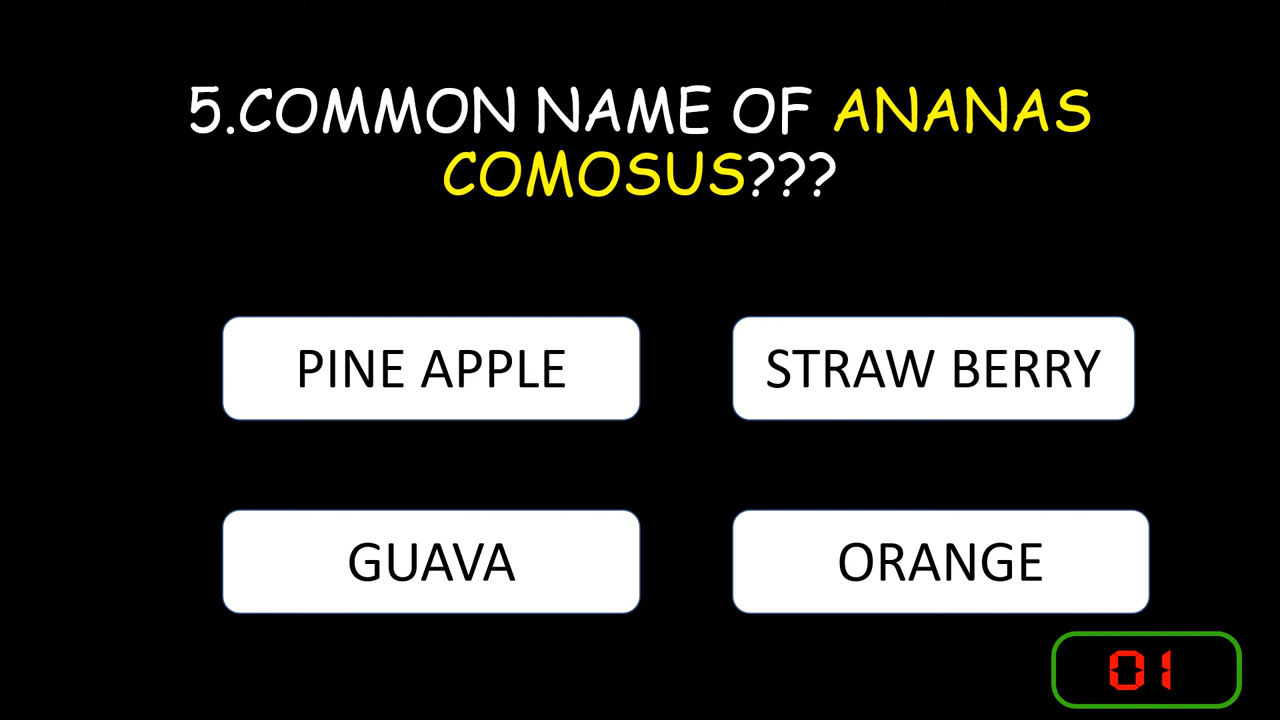 5.COMMON NAME OF ANANAS
COMOSUS???
PINE APPLE
STRAW BERRY
GUAVA
ORANGE
01